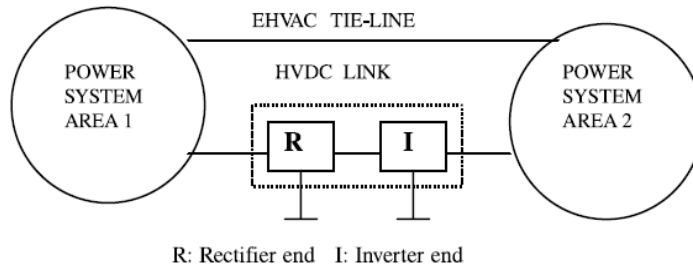 EHVAC TIE-LINE
POWER
SYSTEM
AREA 1
HVDC LINK
POWER
SYSTEM
AREA 2
R
I
R: Rectifier end I: Inverter end